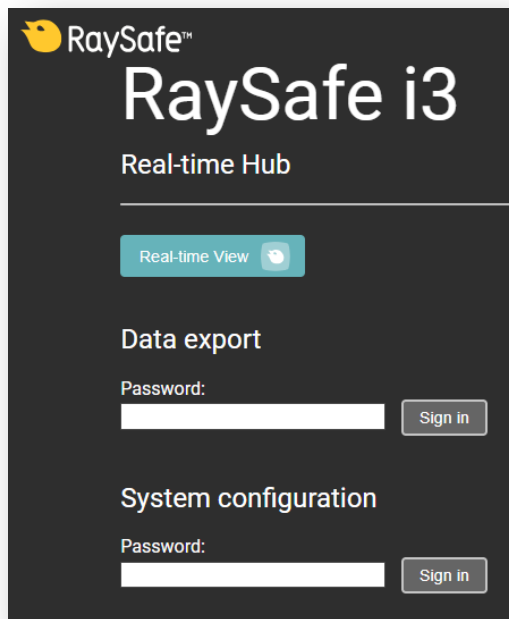 RaySafe™
RaySafe i3
Real-time Hub
Real-time View
Data export
Password:
Sign in
System configuration
Password:
Sign in